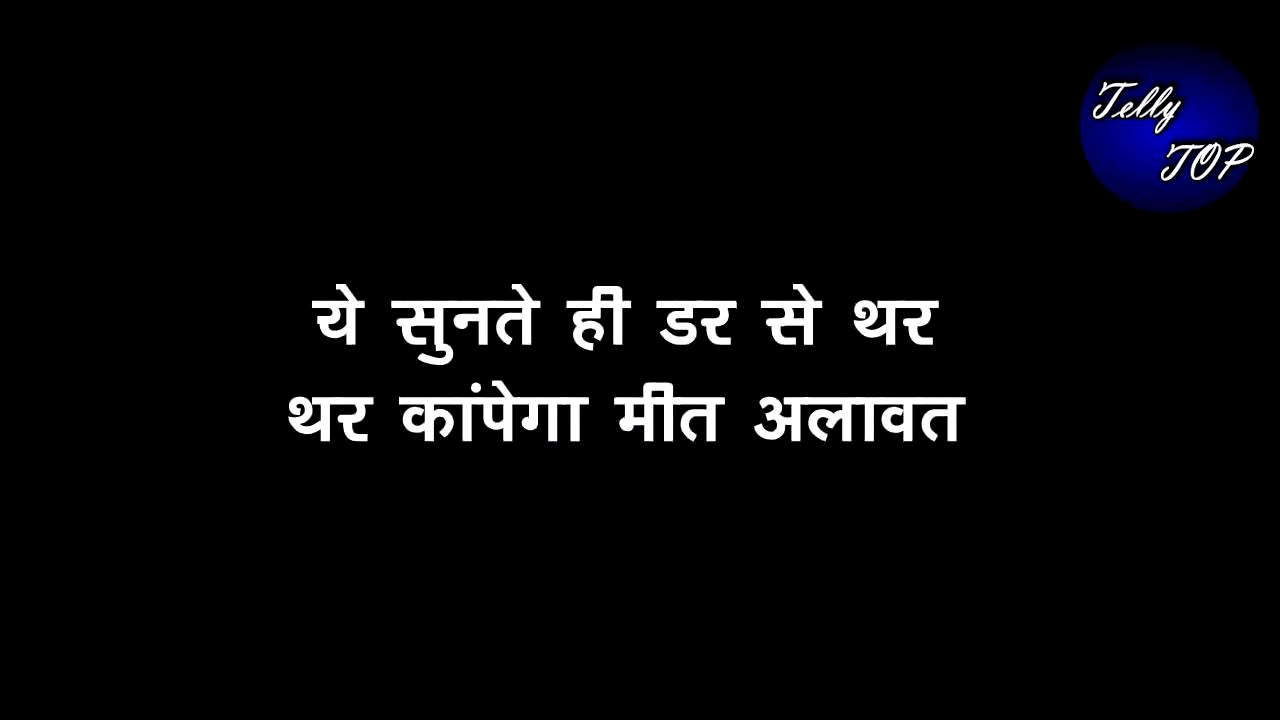 Telly
TOP
ये सुनते ही डर से थर
थर कांपेगा मीत अलावत